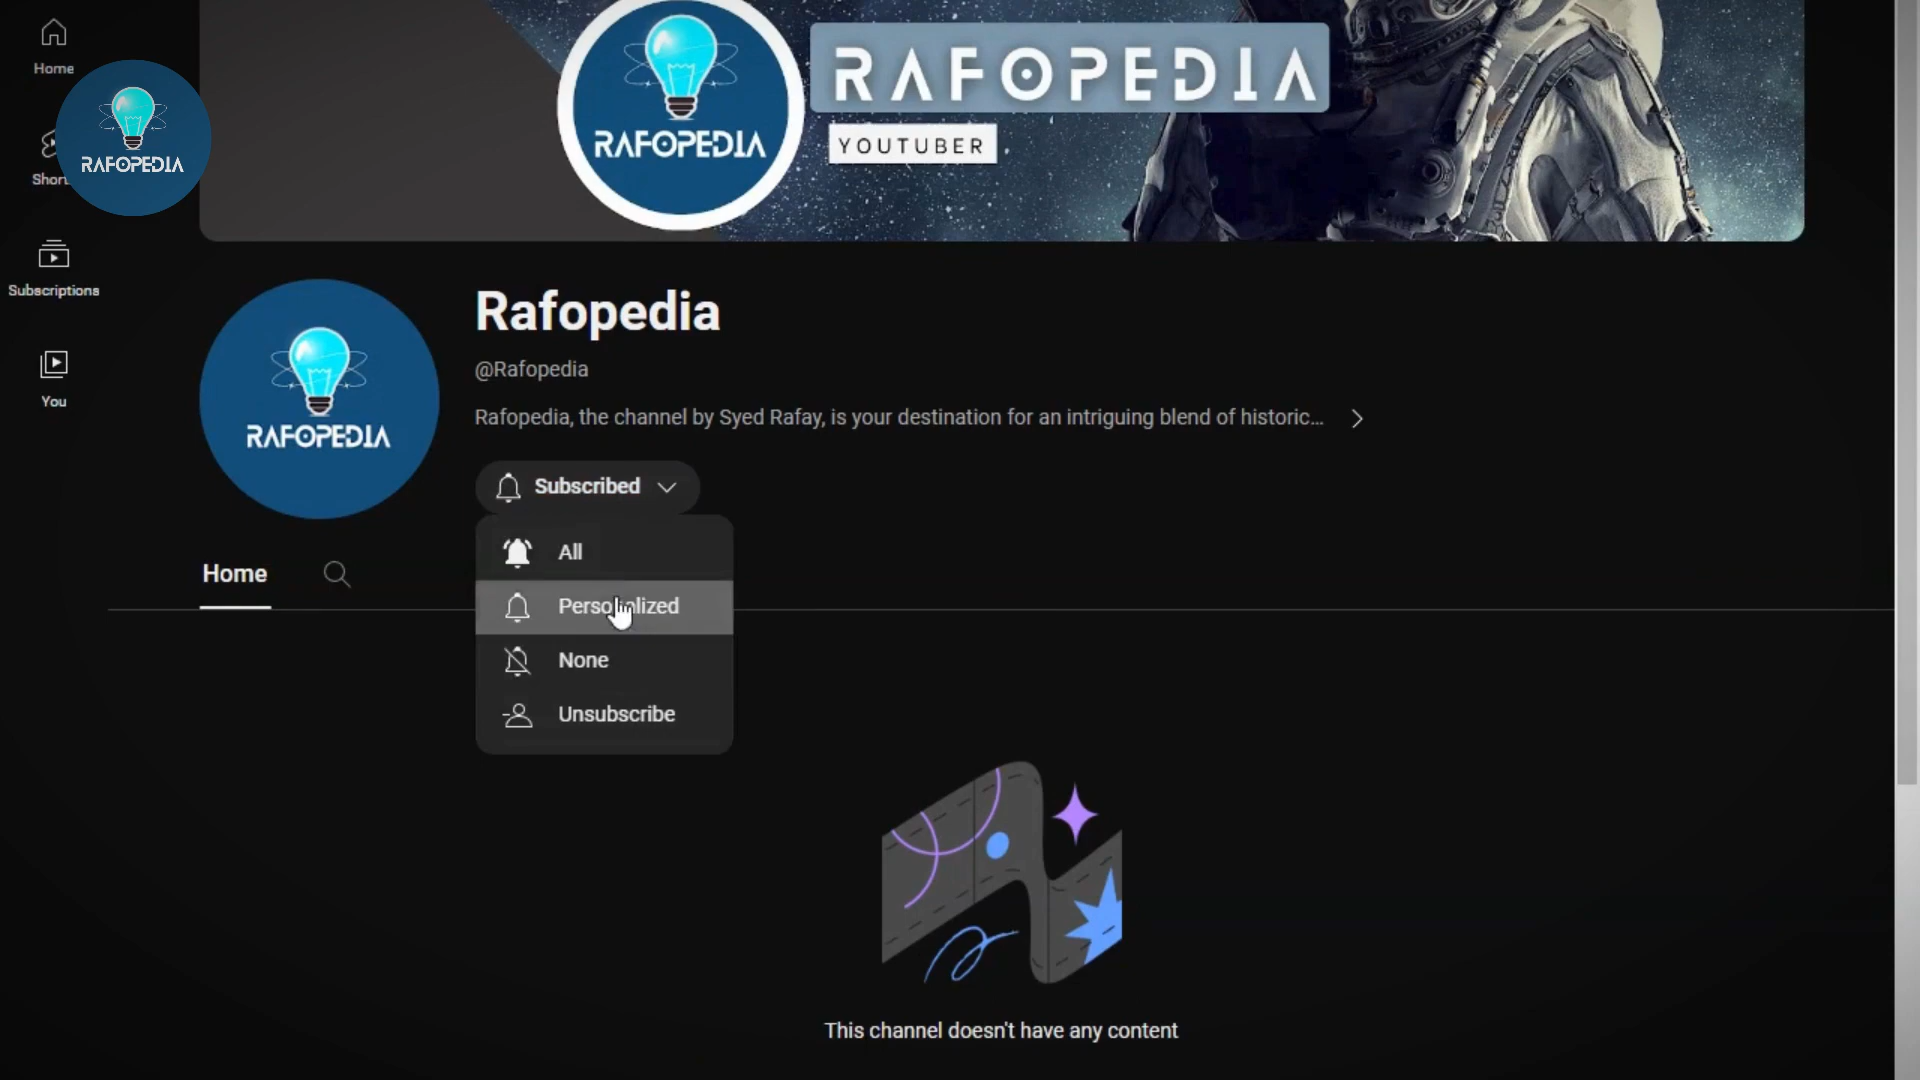 Home
RAFOPEDIA
Shor
Subscriptions
You
RAFOPEDIA
RAFOPEDIA
YOUTUBER
RAFOPEDIA
Rafopedia
@Rafopedia
Rafopedia, the channel by Syed Rafay, is your destination for an intriguing blend of historic...
Subscribed
All
Personalized
None
Unsubscribe
Home
This channel doesn't have any content